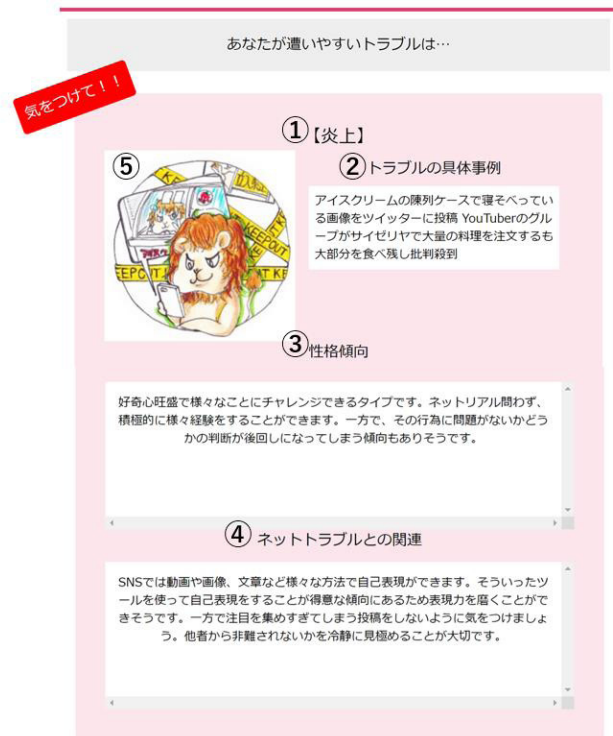 あなたが遭いやすいトラブルは…
気をつけて！！
①【炎上】
⑤
②トラブルの具体事例
アイスクリームの陳列ケースで寝そべってい
る画像をツイッターに投稿 YouTuberのグル
ープがサイゼリヤで大量の料理を注文するも
大部分を食べ残し批判殺到
KEEPOUT
KEEPOUT
③性格傾向
好奇心旺盛で様々なことにチャレンジできるタイプです。ネットリアル問わず、
積極的に様々経験をすることができます。一方で、その行為に問題がないかどう
かの判断が後回しになってしまう傾向もありそうです。
④ネットトラブルとの関連
SNSでは動画や画像、文章など様々な方法で自己表現ができます。そういったツ
ールを使って自己表現をすることが得意な傾向にあるため表現力を磨くことがで
きそうです。一方で注目を集めすぎてしまう投稿をしないように気をつけましょ
う。他者から非難されないかを冷静に見極めることが大切です。